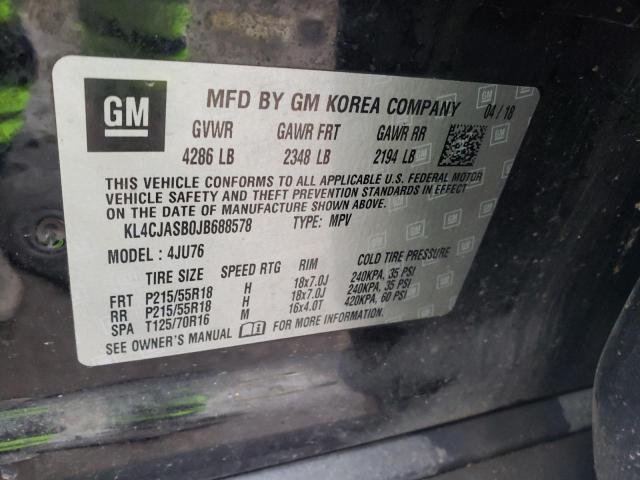 GM
MFD BY GM KOREA COMPANY 04 / 18
GVWR GAWR FRT GAWR RR
4286 LB 2348 LB 2194 LB
THIS VEHICLE CONFORMS TO ALL APPLICABLE U.S. FEDERAL MOTOR
VEHICLE SAFETY AND THEFT PREVENTION STANDARDS IN EFFECT
ON THE DATE OF MANUFACTURE SHOWN ABOVE.
KL4CJASB0JB688578 TYPE: MPV
MODEL : 4JU76
TIRE SIZE SPEED RTG RIM COLD TIRE PRESSURE
FRT P215/55R18 H 18x7.0J 240KPA, 35 PSI
RR P215/55R18 H 18x7.0J 240KPA, 35 PSI
SPA T125/70R16 M 16x4.0T 420KPA, 60 PSI
SEE OWNER'S MANUAL FOR MORE INFORMATION.